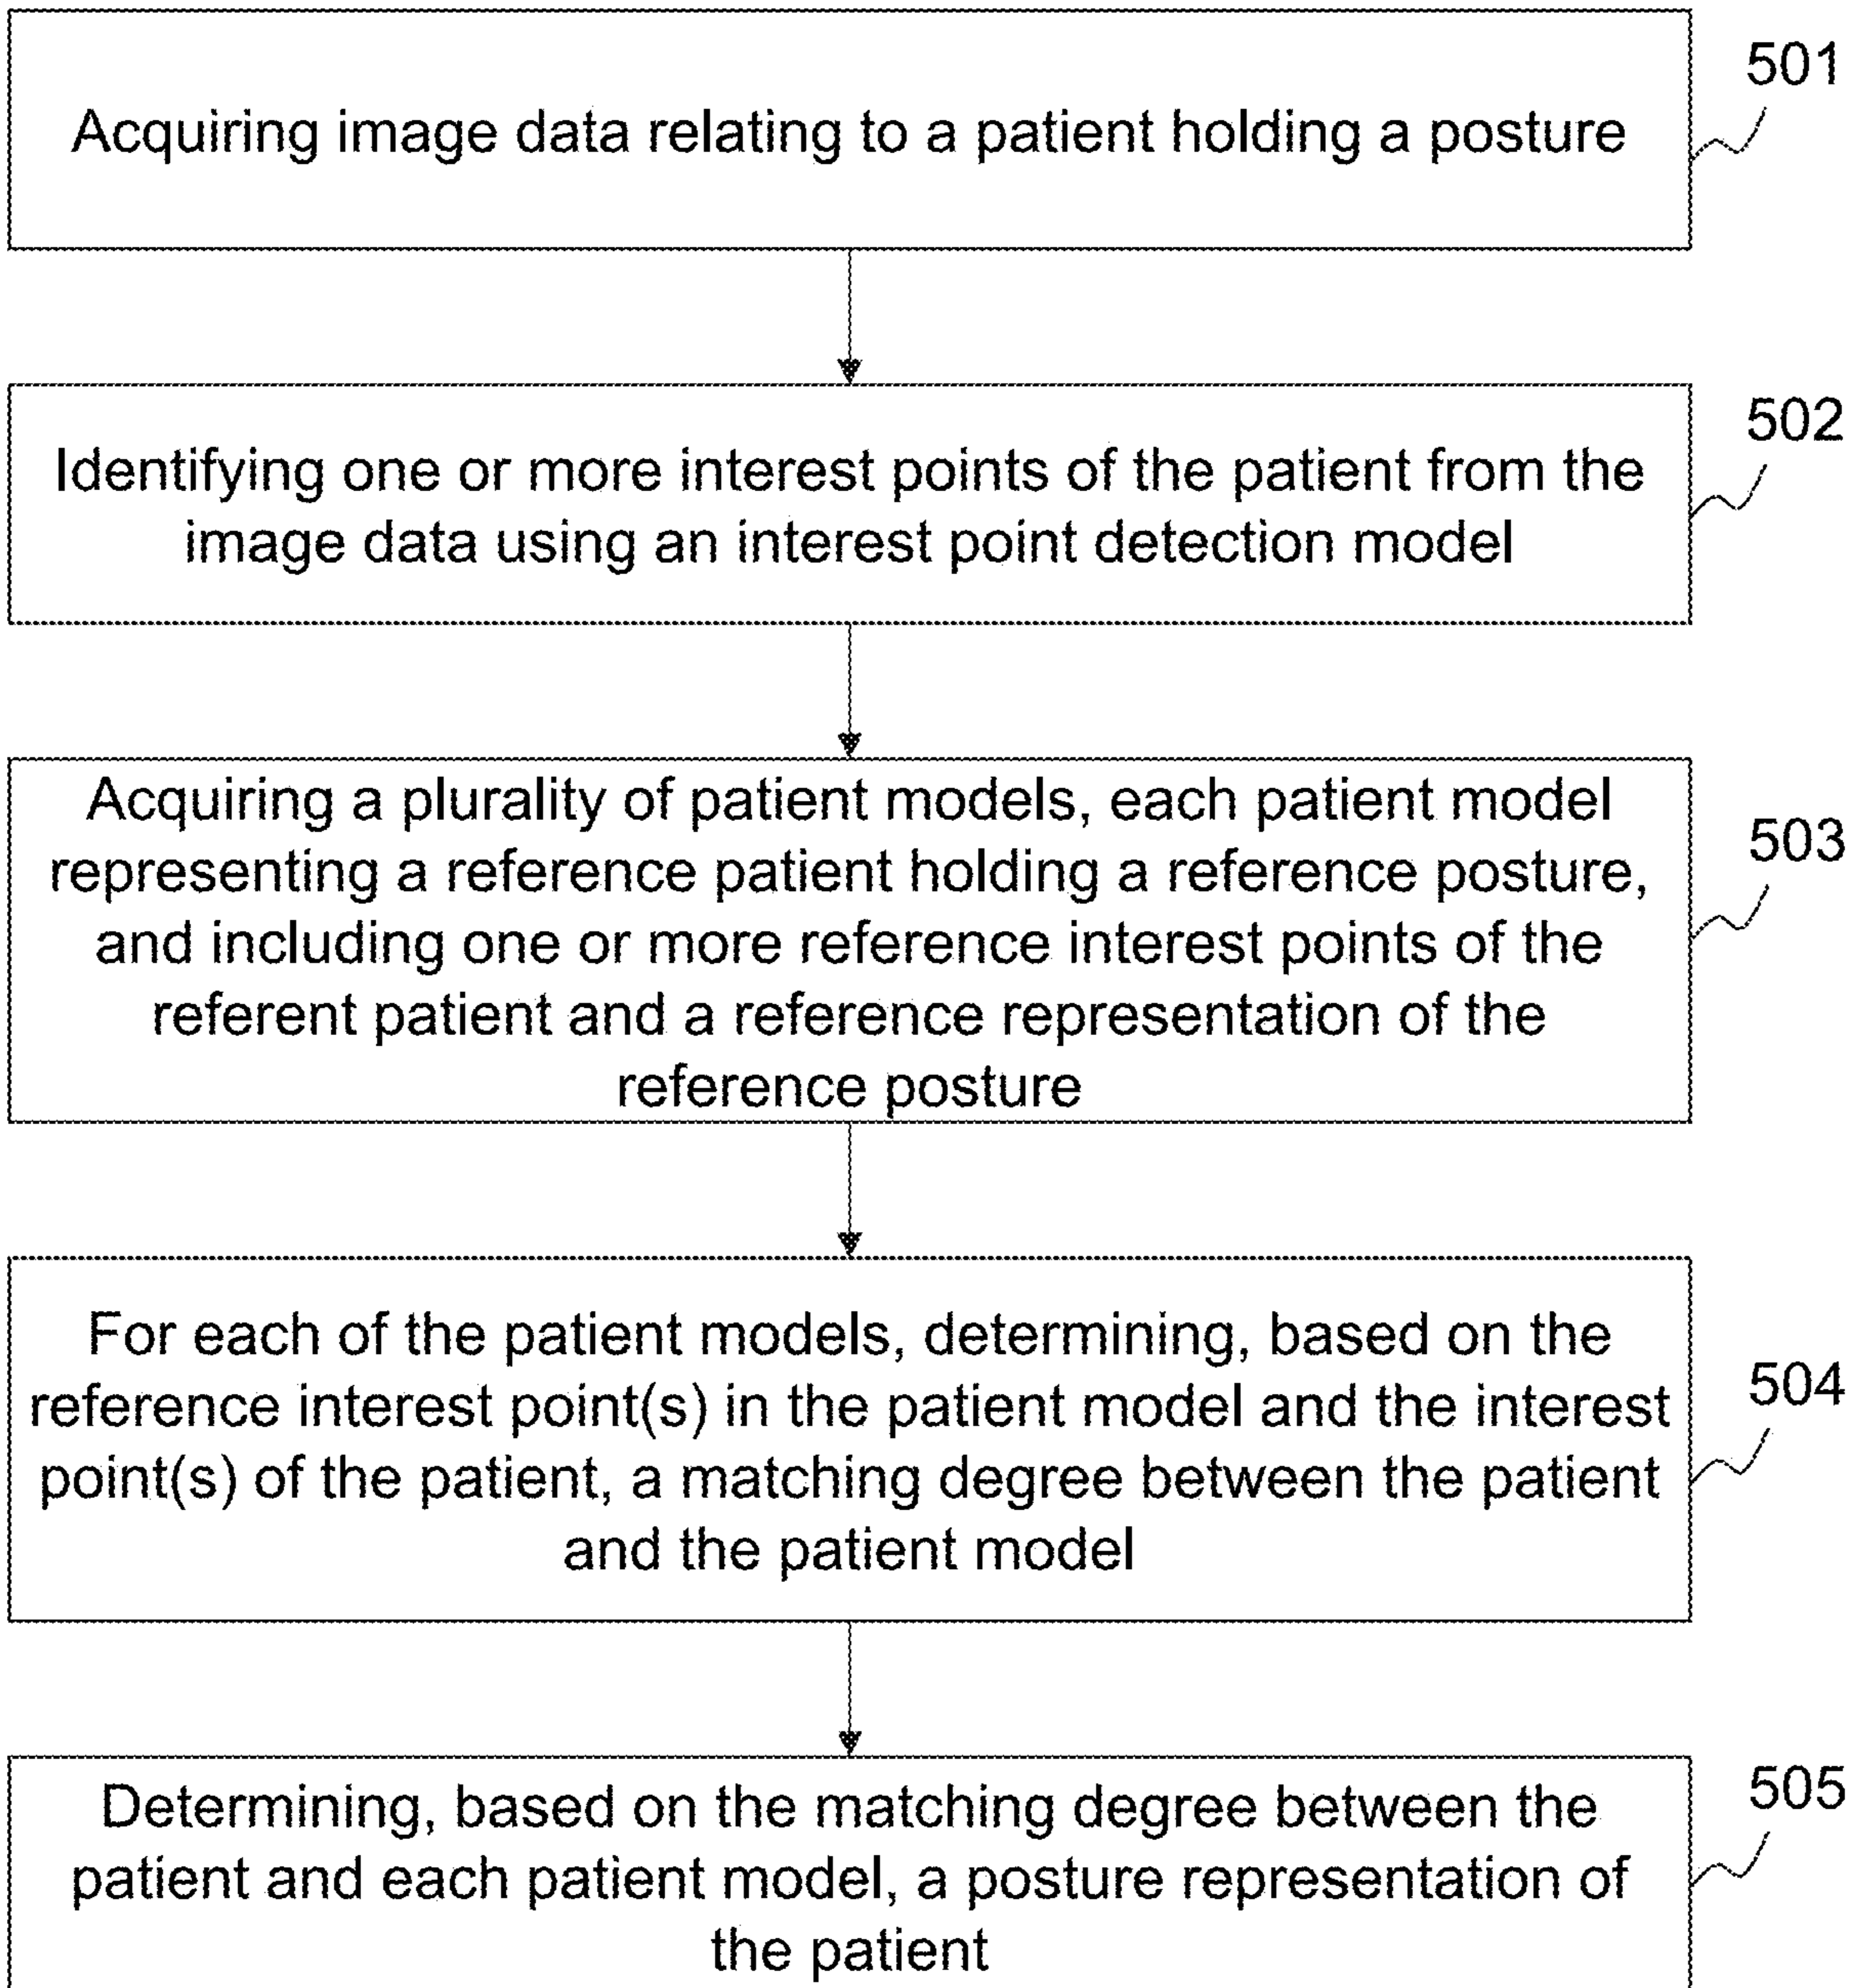 501
Acquiring image data relating to a patient holding a posture
502
Identifying one or more interest points of the patient from the
image data using an interest point detection model
503
Acquiring a plurality of patient models, each patient model
representing a reference patient holding a reference posture,
and including one or more reference interest points of the
referent patient and a reference representation of the
reference posture
504
For each of the patient models, determining, based on the
reference interest point(s) in the patient model and the interest
point(s) of the patient, a matching degree between the patient
and the patient model
505
Determining, based on the matching degree between the
patient and each patient model, a posture representation of
the patient